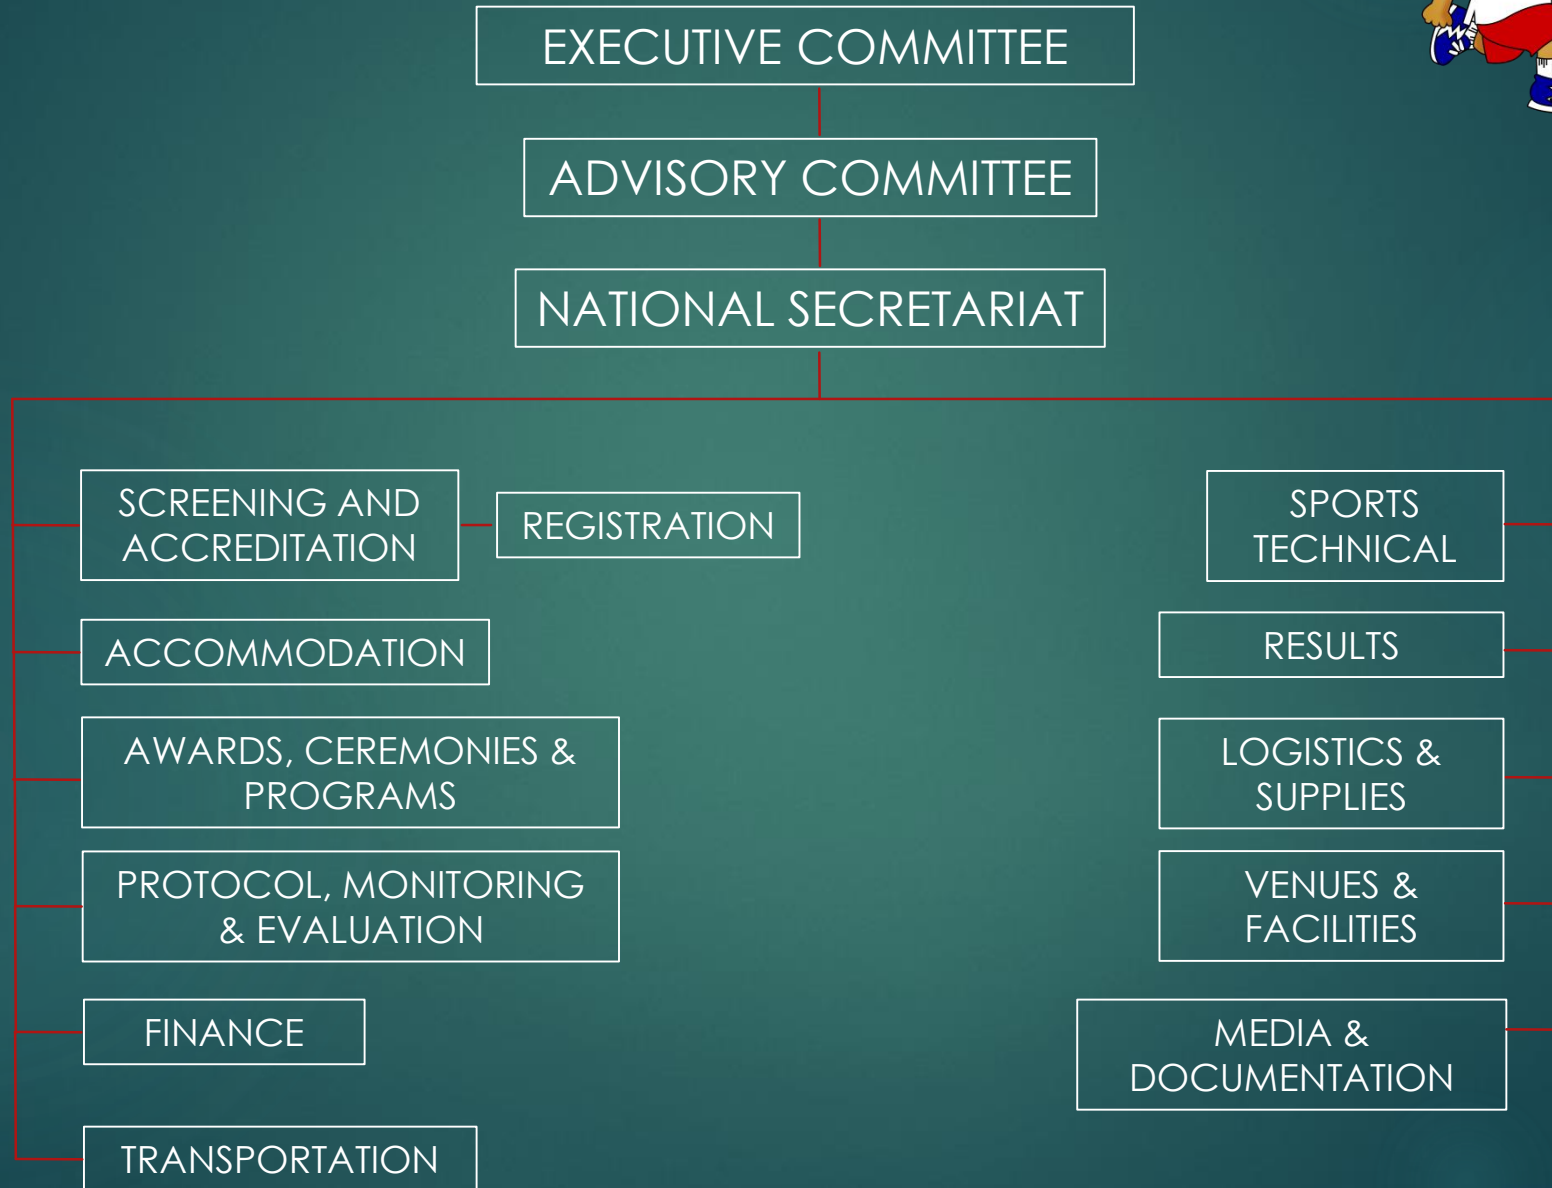 EXECUTIVE COMMITTEE
ADVISORY COMMITTEE
NATIONAL SECRETARIAT
SCREENING AND
ACCREDITATION
REGISTRATION
ACCOMMODATION
AWARDS, CEREMONIES &
PROGRAMS
PROTOCOL, MONITORING
& EVALUATION
FINANCE
TRANSPORTATION
SPORTS
TECHNICAL
RESULTS
LOGISTICS &
SUPPLIES
VENUES &
FACILITIES
MEDIA &
DOCUMENTATION